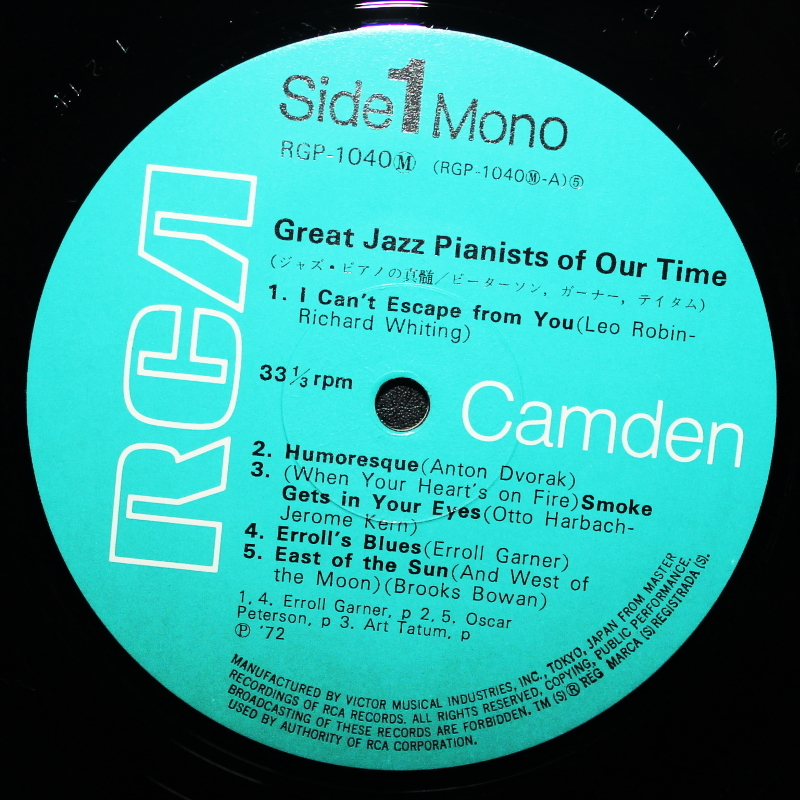 Side 1 Mono
RGP-1040Ⓜ (RGP-1040Ⓜ-A)⑤
RCA
Great Jazz Pianists of Our Time
(ジャズ・ピアノの真髄/ピーターソン, ガーナー, テイタム)
1. I Can't Escape from You(Leo Robin-
Richard Whiting)
33 1/3 rpm
Camden
2. Humoresque(Anton Dvorak)
3. (When Your Heart's on Fire)Smoke
Gets in Your Eyes(Otto Harbach-
Jerome Kern)
4. Erroll's Blues(Erroll Garner)
5. East of the Sun(And West of
the Moon)(Brooks Bowan)
1, 4. Erroll Garner, p 2, 5. Oscar
Peterson, p 3. Art Tatum, p
Ⓟ '72
MANUFACTURED BY VICTOR MUSICAL INDUSTRIES, INC., TOKYO, JAPAN FROM MASTER
RECORDINGS OF RCA RECORDS. ALL RIGHTS RESERVED, COPYING, PUBLIC PERFORMANCE,
BROADCASTING OF THESE RECORDS ARE FORBIDDEN. TM (S) ® REG MARCA (S) REGISTRADA (S).
USED BY AUTHORITY OF RCA CORPORATION.